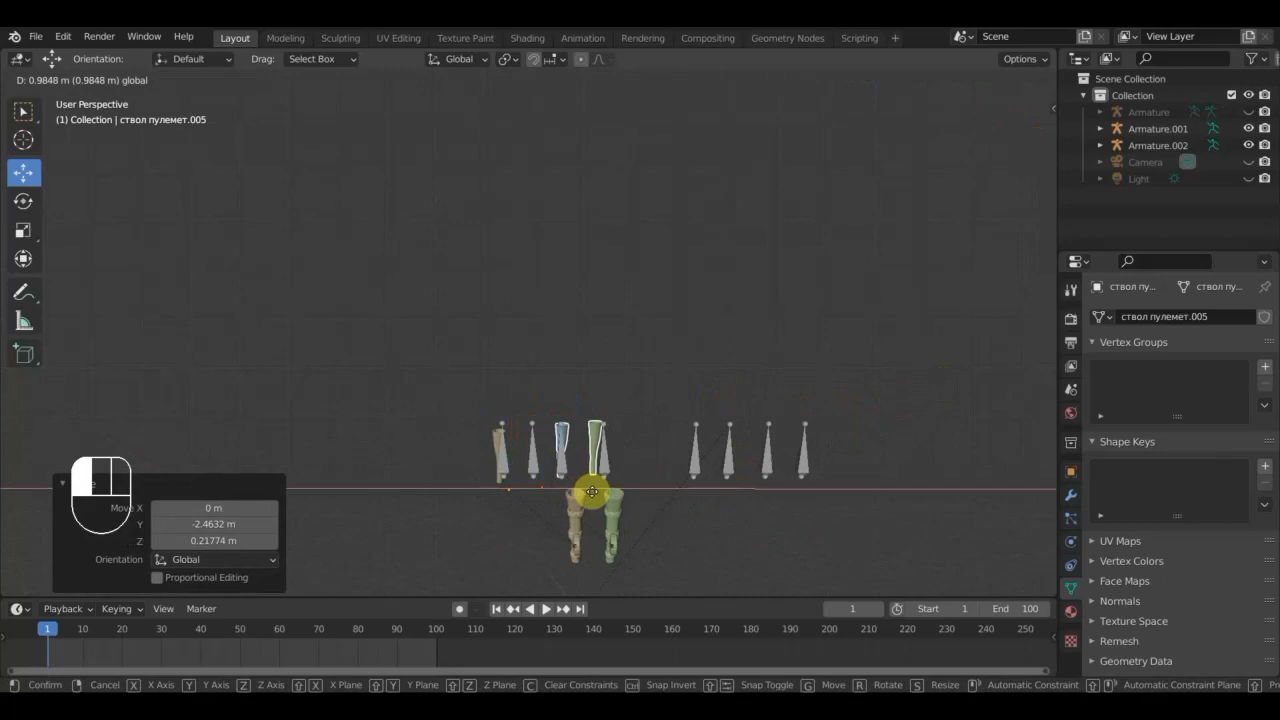 File Edit Render Window Help Layout Modeling Sculpting UV Editing Texture Paint Shading Animation Rendering Compositing Geometry Nodes Scripting + Scene View Layer
Orientation: Default Drag: Select Box Global Options
D: 0.9848 m (0.9848 m) global
User Perspective
(1) Collection | ствол пулемет.005
Scene Collection
Collection
Armature
Armature.001
Armature.002
Camera
Light
ствол пу... ствол пу...
ствол пулемет.005
Vertex Groups
Shape Keys
UV Maps
Vertex Colors
Face Maps
Normals
Texture Space
Remesh
Geometry Data
Move X 0 m
Y -2.4632 m
Z 0.21774 m
Orientation Global
Proportional Editing
Playback Keying View Marker 1 Start 1 End 100
1 10 20 30 40 50 60 70 80 90 100 110 120 130 140 150 160 170 180 190 200 210 220 230 240 250
Confirm Cancel X X Axis Y Y Axis Z Z Axis X X Plane Y Y Plane Z Z Plane C Clear Constraints Ctrl Snap Invert Snap Toggle G Move R Rotate S Resize Automatic Constraint Automatic Constraint Plane